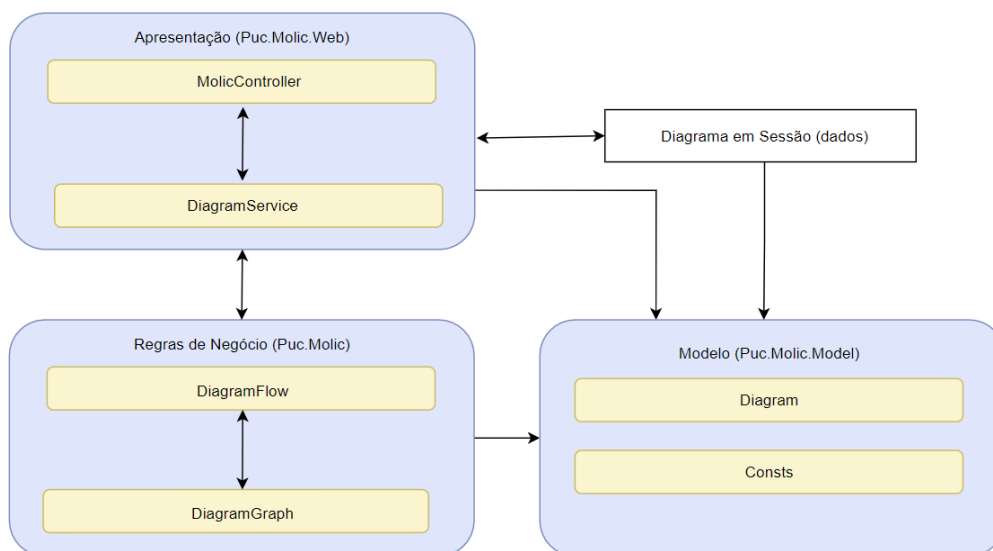 Apresentação (Puc.Molic.Web)
MolicController
DiagramService
Diagrama em Sessão (dados)
Regras de Negócio (Puc.Molic)
DiagramFlow
DiagramGraph
Modelo (Puc.Molic.Model)
Diagram
Consts